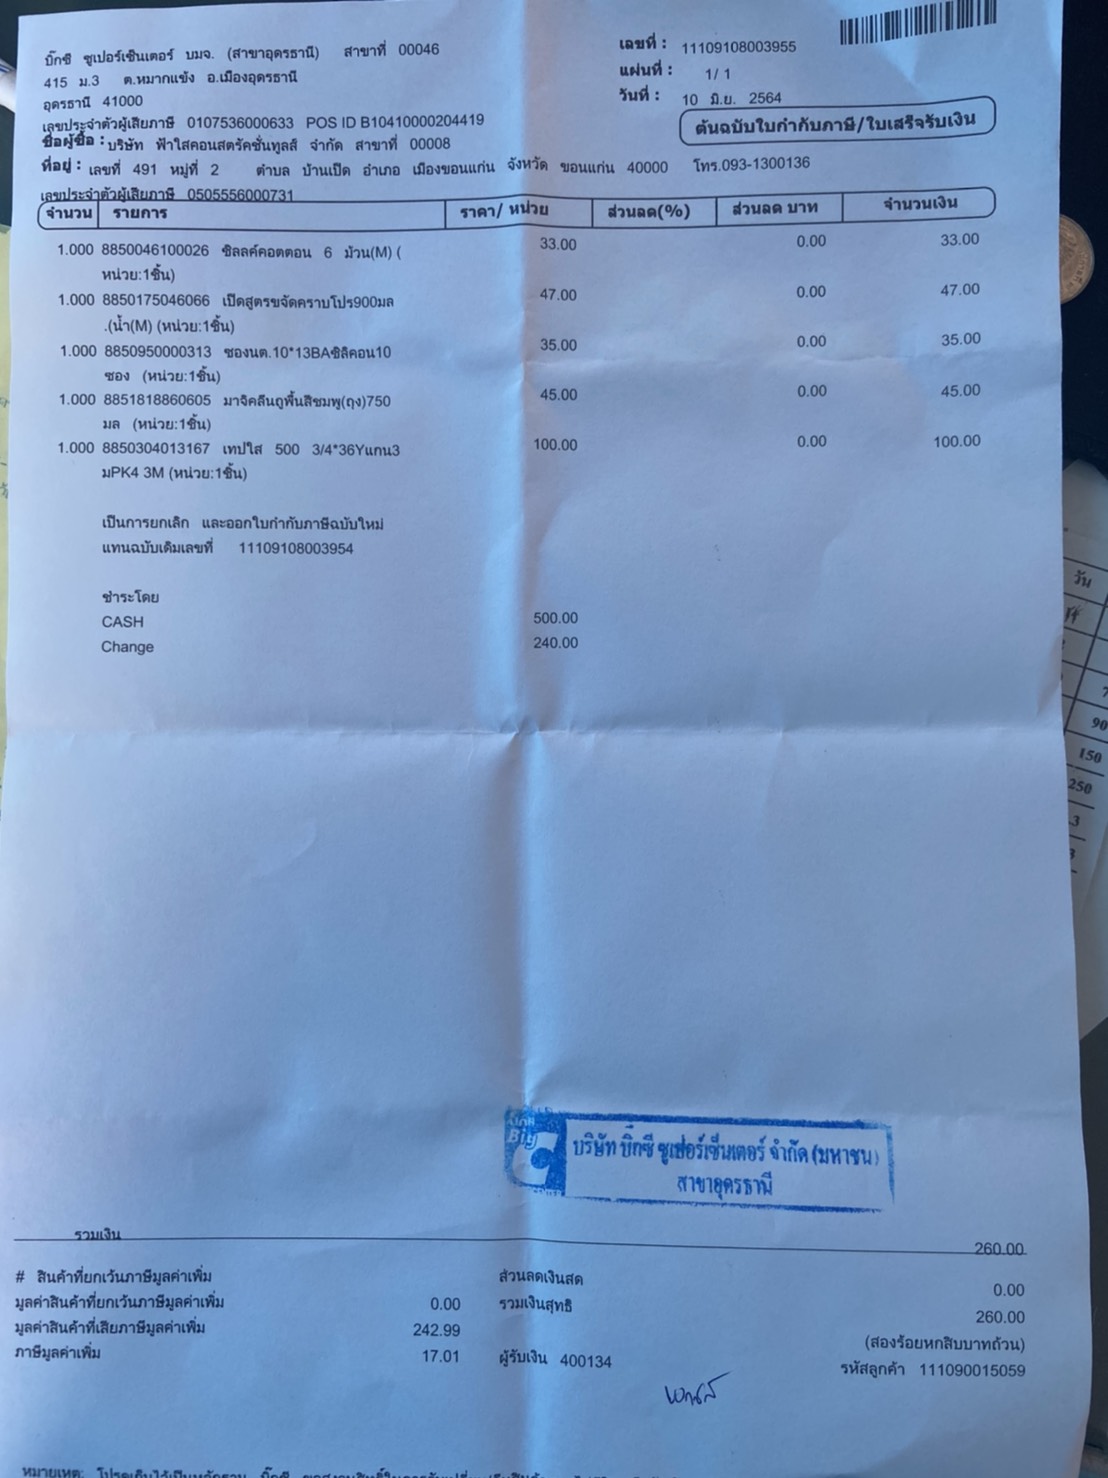 บิ๊กซี ซูเปอร์เซ็นเตอร์ บมจ. (สาขาอุดรธานี) สาขาที่ 00046
415 ม.3 ต.หมากแข้ง อ.เมืองอุดรธานี
อุดรธานี 41000
เลขประจำตัวผู้เสียภาษี 0107536000633 POS ID B10410000204419
เลขที่ : 11109108003955
แผ่นที่ : 1/ 1
วันที่ : 10 มิ.ย. 2564
ต้นฉบับใบกำกับภาษี/ใบเสร็จรับเงิน
ชื่อผู้ซื้อ : บริษัท ฟ้าใสคอนสตรัคชั่นทูลส์ จำกัด สาขาที่ 00008
ที่อยู่ : เลขที่ 491 หมู่ที่ 2 ตำบล บ้านเป็ด อำเภอ เมืองขอนแก่น จังหวัด ขอนแก่น 40000 โทร.093-1300136
เลขประจำตัวผู้เสียภาษี 0505556000731
จำนวน รายการ ราคา/ หน่วย ส่วนลด(%) ส่วนลด บาท จำนวนเงิน
1.000 8850046100026 ซิลลค์คอตตอน 6 ม้วน(M) ( 33.00 0.00 33.00
หน่วย:1ชิ้น)
1.000 8850175046066 เป็ดสูตรขจัดคราบโปร900มล 47.00 0.00 47.00
.(น้ำ(M) (หน่วย:1ชิ้น)
1.000 8850950000313 ซองนต.10*13BAซิลิคอน10 35.00 0.00 35.00
ซอง (หน่วย:1ชิ้น)
1.000 8851818860605 มาจิคลีนถูพื้นสีชมพู(ถุง)750 45.00 0.00 45.00
มล (หน่วย:1ชิ้น)
1.000 8850304013167 เทปใส 500 3/4*36Yแกน3 100.00 0.00 100.00
มPK4 3M (หน่วย:1ชิ้น)
เป็นการยกเลิก และออกใบกำกับภาษีฉบับใหม่
แทนฉบับเดิมเลขที่ 11109108003954
ชำระโดย
CASH 500.00
Change 240.00
Big C
บริษัท บิ๊กซี ซูเปอร์เซ็นเตอร์ จำกัด (มหาชน)
สาขาอุดรธานี
รวมเงิน 260.00
# สินค้าที่ยกเว้นภาษีมูลค่าเพิ่ม ส่วนลดเงินสด 0.00
มูลค่าสินค้าที่ยกเว้นภาษีมูลค่าเพิ่ม 0.00 รวมเงินสุทธิ 260.00
มูลค่าสินค้าที่เสียภาษีมูลค่าเพิ่ม 242.99 (สองร้อยหกสิบบาทถ้วน)
ภาษีมูลค่าเพิ่ม 17.01 ผู้รับเงิน 400134 รหัสลูกค้า 111090015059
วัน
90
150
250